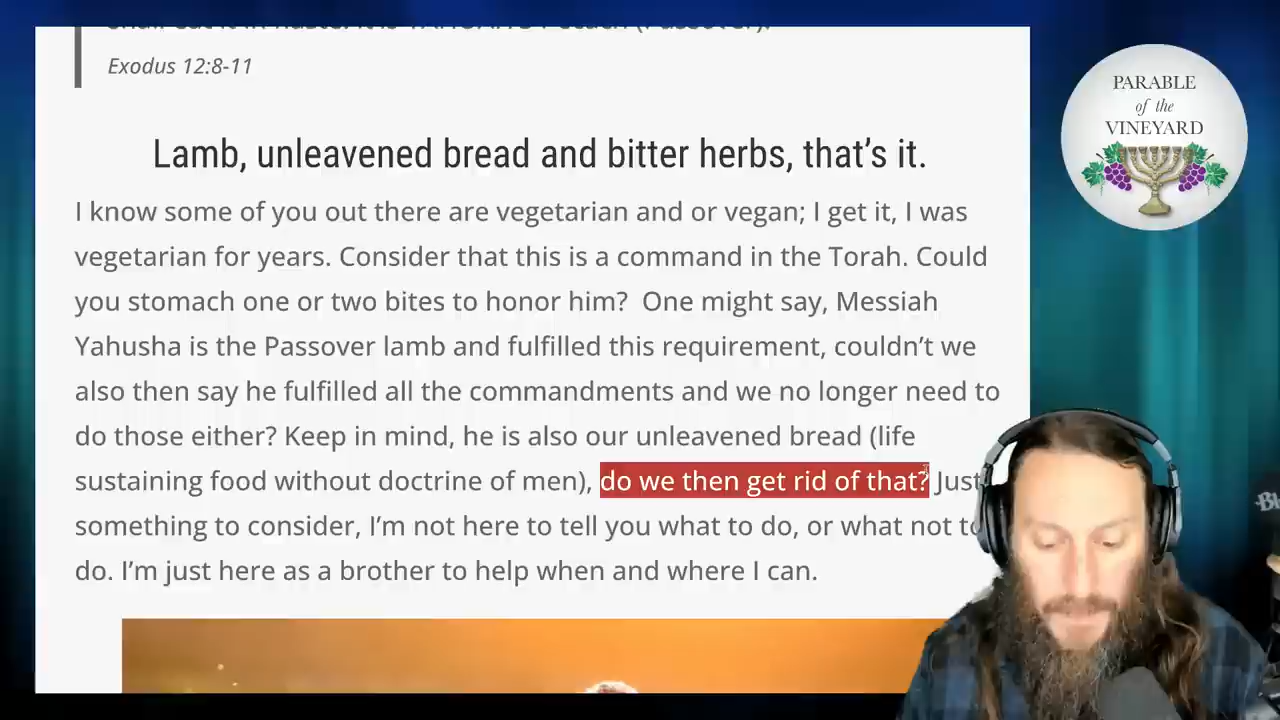 Exodus 12:8-11
PARABLE
of the
VINEYARD
Lamb, unleavened bread and bitter herbs, that’s it.
I know some of you out there are vegetarian and or vegan; I get it, I was
vegetarian for years. Consider that this is a command in the Torah. Could
you stomach one or two bites to honor him?  One might say, Messiah
Yahusha is the Passover lamb and fulfilled this requirement, couldn’t we
also then say he fulfilled all the commandments and we no longer need to
do those either? Keep in mind, he is also our unleavened bread (life
sustaining food without doctrine of men), do we then get rid of that? Just
something to consider, I’m not here to tell you what to do, or what not to
do. I’m just here as a brother to help when and where I can.